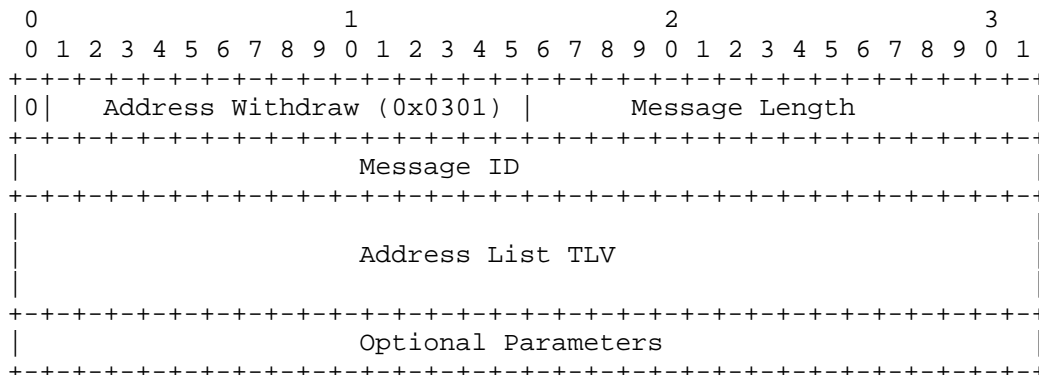 0                   1                   2                   3
 0 1 2 3 4 5 6 7 8 9 0 1 2 3 4 5 6 7 8 9 0 1 2 3 4 5 6 7 8 9 0 1
+-+-+-+-+-+-+-+-+-+-+-+-+-+-+-+-+-+-+-+-+-+-+-+-+-+-+-+-+-+-+-+-+
|0|   Address Withdraw (0x0301) |      Message Length           |
+-+-+-+-+-+-+-+-+-+-+-+-+-+-+-+-+-+-+-+-+-+-+-+-+-+-+-+-+-+-+-+-+
|                     Message ID                                |
+-+-+-+-+-+-+-+-+-+-+-+-+-+-+-+-+-+-+-+-+-+-+-+-+-+-+-+-+-+-+-+-+
|                                                               |
|                     Address List TLV                          |
|                                                               |
+-+-+-+-+-+-+-+-+-+-+-+-+-+-+-+-+-+-+-+-+-+-+-+-+-+-+-+-+-+-+-+-+
|                     Optional Parameters                       |
+-+-+-+-+-+-+-+-+-+-+-+-+-+-+-+-+-+-+-+-+-+-+-+-+-+-+-+-+-+-+-+-+